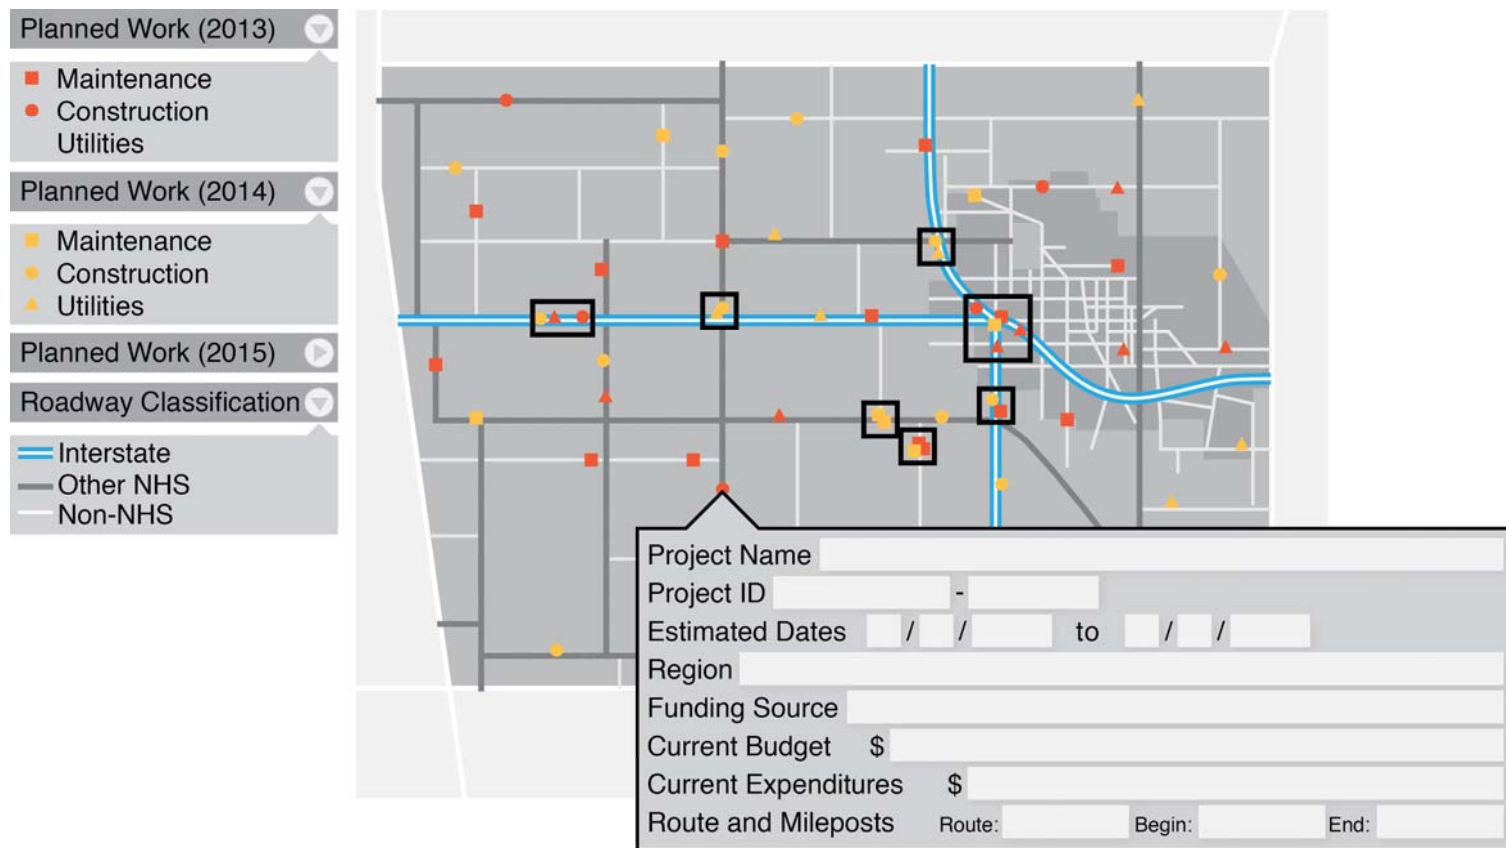 Planned Work (2013)
Maintenance
Construction
Utilities
Planned Work (2014)
Maintenance
Construction
Utilities
Planned Work (2015)
Roadway Classification
Interstate
Other NHS
Non-NHS
Project Name
Project ID -
Estimated Dates / / to / /
Region
Funding Source
Current Budget $
Current Expenditures $
Route and Mileposts Route: Begin: End: